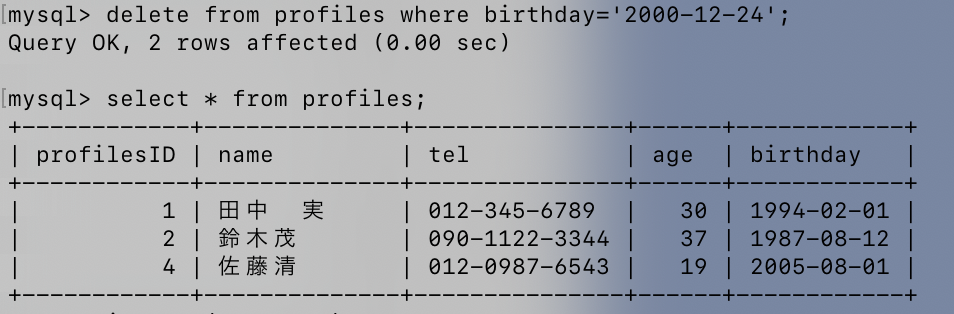 [mysql> delete from profiles where birthday='2000-12-24';
Query OK, 2 rows affected (0.00 sec)
[mysql> select * from profiles;
+------------+---------------+---------------+------+------------+
| profilesID | name | tel | age | birthday |
+------------+---------------+---------------+------+------------+
| 1 | 田中　実 | 012-345-6789 | 30 | 1994-02-01 |
| 2 | 鈴木茂 | 090-1122-3344 | 37 | 1987-08-12 |
| 4 | 佐藤清 | 012-0987-6543 | 19 | 2005-08-01 |
+------------+---------------+---------------+------+------------+